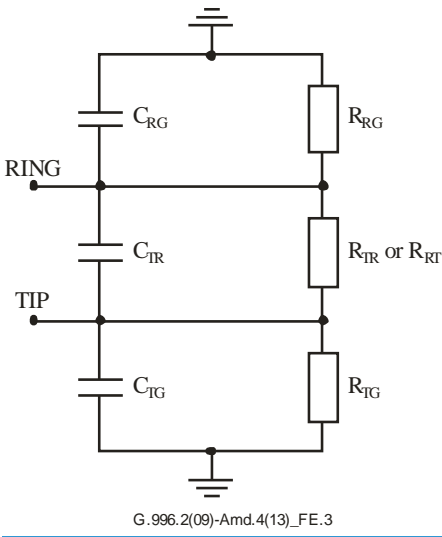 C_RG R_RG
RING
C_TR R_TR or R_RT
TIP
C_TG R_TG
G.996.2(09)-Amd.4(13)_FE.3